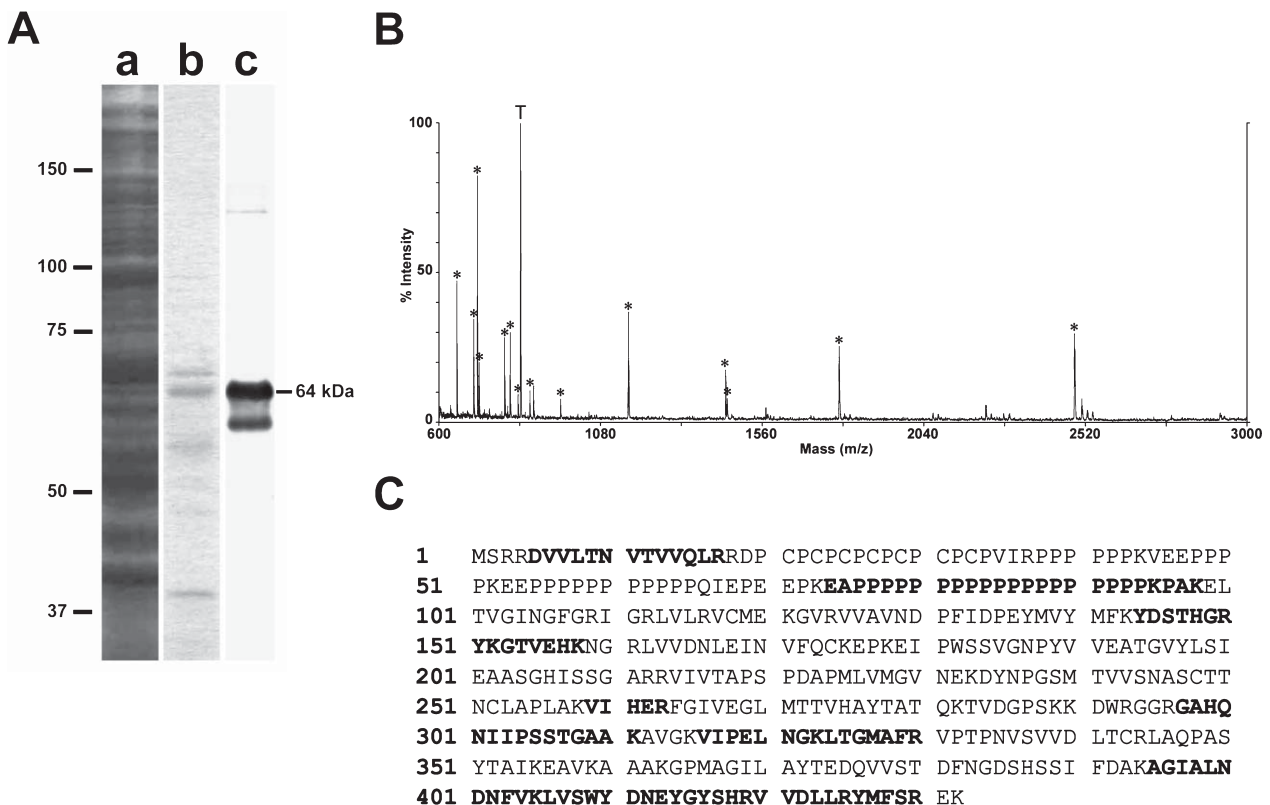 A
a b c
150
100
75
64 kDa
50
37
B
T
100
50
0
% Intensity
600 1080 1560 2040 2520 3000
Mass (m/z)
* * * * * * * * * * * * * * *
C
1 MSRRDVVLTN VTVVQLRRDP CPCPCPCPCP CPCPVIRPPP PPPKVEEPPP
51 PKEEPPPPPP PPPPPQIEPE EPKEAPPPPP PPPPPPPPPP PPPPKPAKEL
101 TVGINGFGRI GRLVLRVCME KGVRVVAVND PFIDPEYMVY MFKYDSTHGR
151 YKGTVEHKNG RLVVDNLEIN VFQCKEPKEI PWSSVGNPYV VEATGVYLSI
201 EAASGHISSG ARRVIVTAPS PDAPMLVMGV NEKDYNPGSM TVVSNASCTT
251 NCLAPLAKVI HERFGIVEGL MTTVHAYTAT QKTVDGPSKK DWRGGRGAHQ
301 NIIPSSTGAA KAVGKVIPEL NGKLTGMAFR VPTPNVSVVD LTCRLAQPAS
351 YTAIKEAVKA AAKGPMAGIL AYTEDQVVST DFNGDSHSSI FDAKAGIALN
401 DNFVKLVSWY DNEYGYSHRV VDLLRYMFSR EK